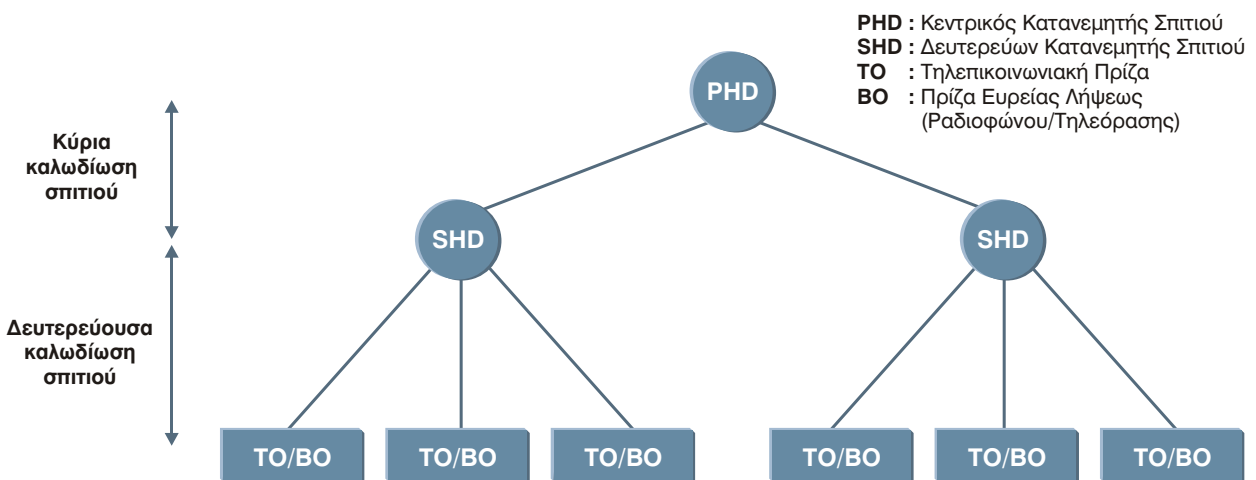 PHD : Κεντρικός Κατανεμητής Σπιτιού
SHD : Δευτερεύων Κατανεμητής Σπιτιού
TO : Τηλεπικοινωνιακή Πρίζα
BO : Πρίζα Ευρείας Λήψεως
(Ραδιοφώνου/Τηλεόρασης)
PHD
Κύρια
καλωδίωση
σπιτιού
SHD
SHD
Δευτερεύουσα
καλωδίωση
σπιτιού
TO/BO
TO/BO
TO/BO
TO/BO
TO/BO
TO/BO